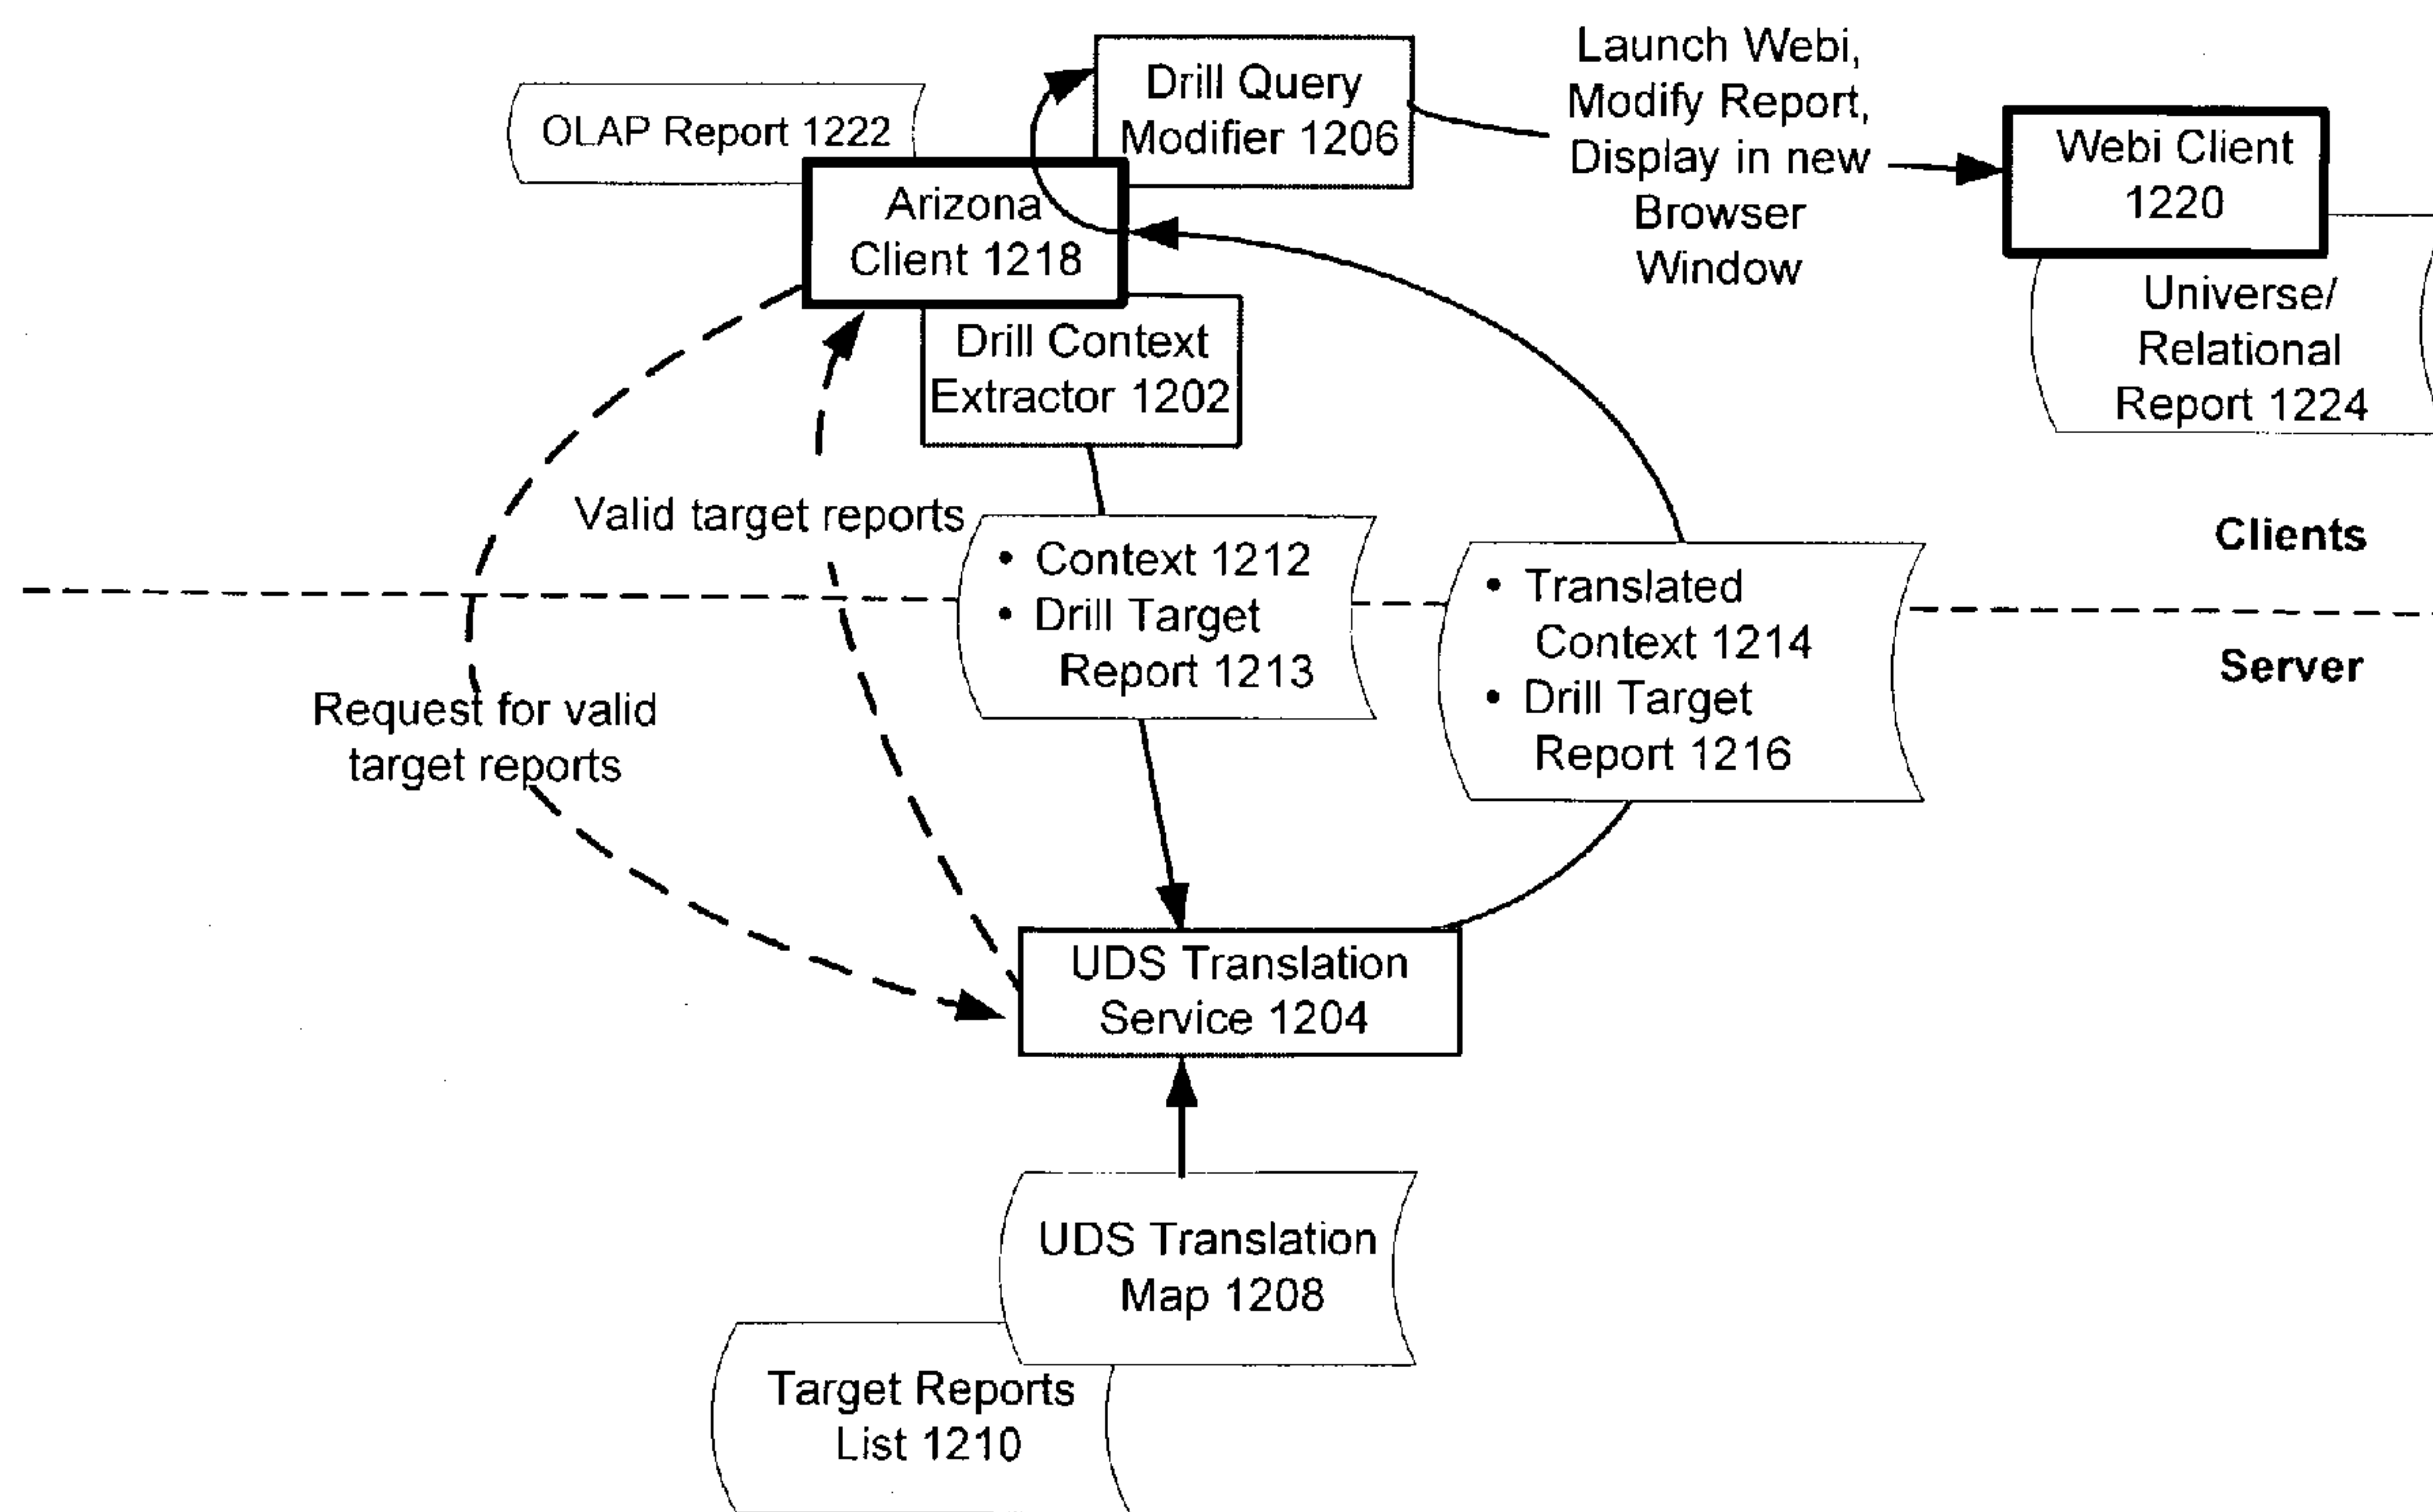 OLAP Report 1222
Drill Query
Modifier 1206
Launch Webi,
Modify Report,
Display in new
Browser
Window
Webi Client
1220
Arizona
Client 1218
Universe/
Relational
Report 1224
Drill Context
Extractor 1202
Valid target reports
• Context 1212
• Drill Target
Report 1213
• Translated
Context 1214
• Drill Target
Report 1216
Clients
Server
Request for valid
target reports
UDS Translation
Service 1204
UDS Translation
Map 1208
Target Reports
List 1210